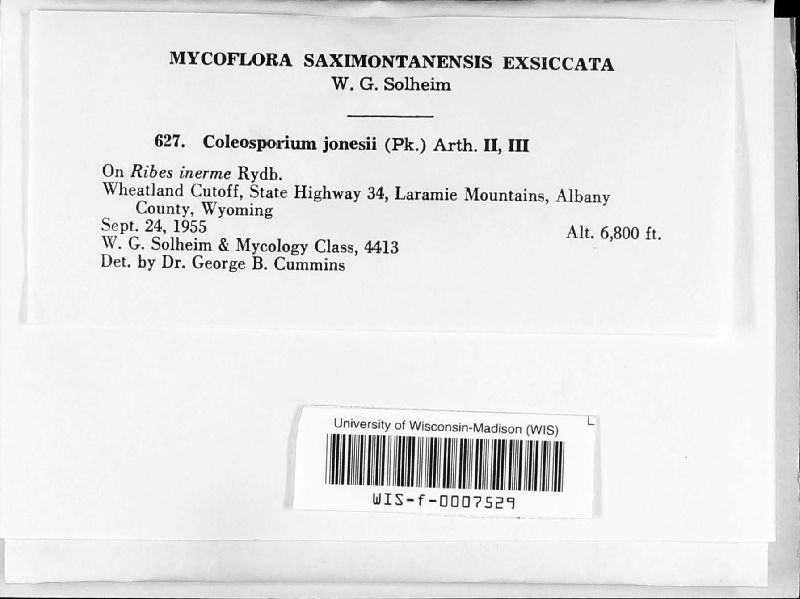 MYCOFLORA SAXIMONTANENSIS EXSICCATA
W. G. Solheim
627. Coleosporium jonesii (Pk.) Arth. II, III
On Ribes inerme Rydb.
Wheatland Cutoff, State Highway 34, Laramie Mountains, Albany
County, Wyoming
Sept. 24, 1955
Alt. 6,800 ft.
W. G. Solheim & Mycology Class, 4413
Det. by Dr. George B. Cummins
University of Wisconsin-Madison (WIS)
WIS-f-0007529